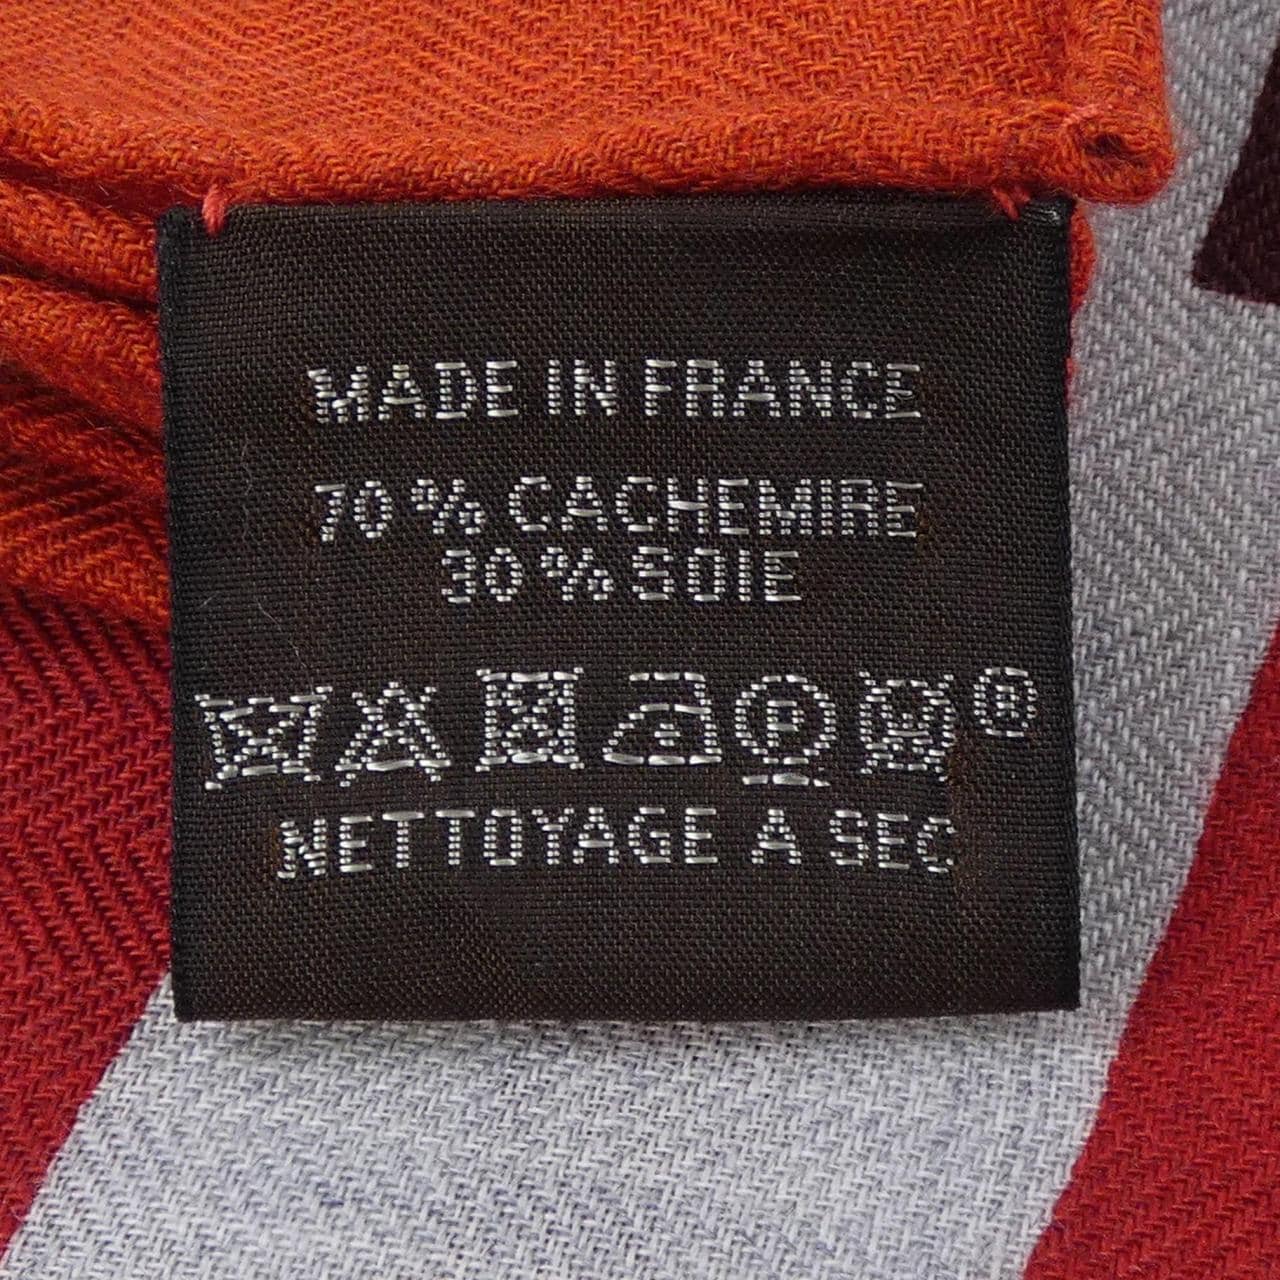 MADE IN FRANCE
70% CACHEMIRE
30% SOIE
P ®
NETTOYAGE A SEC